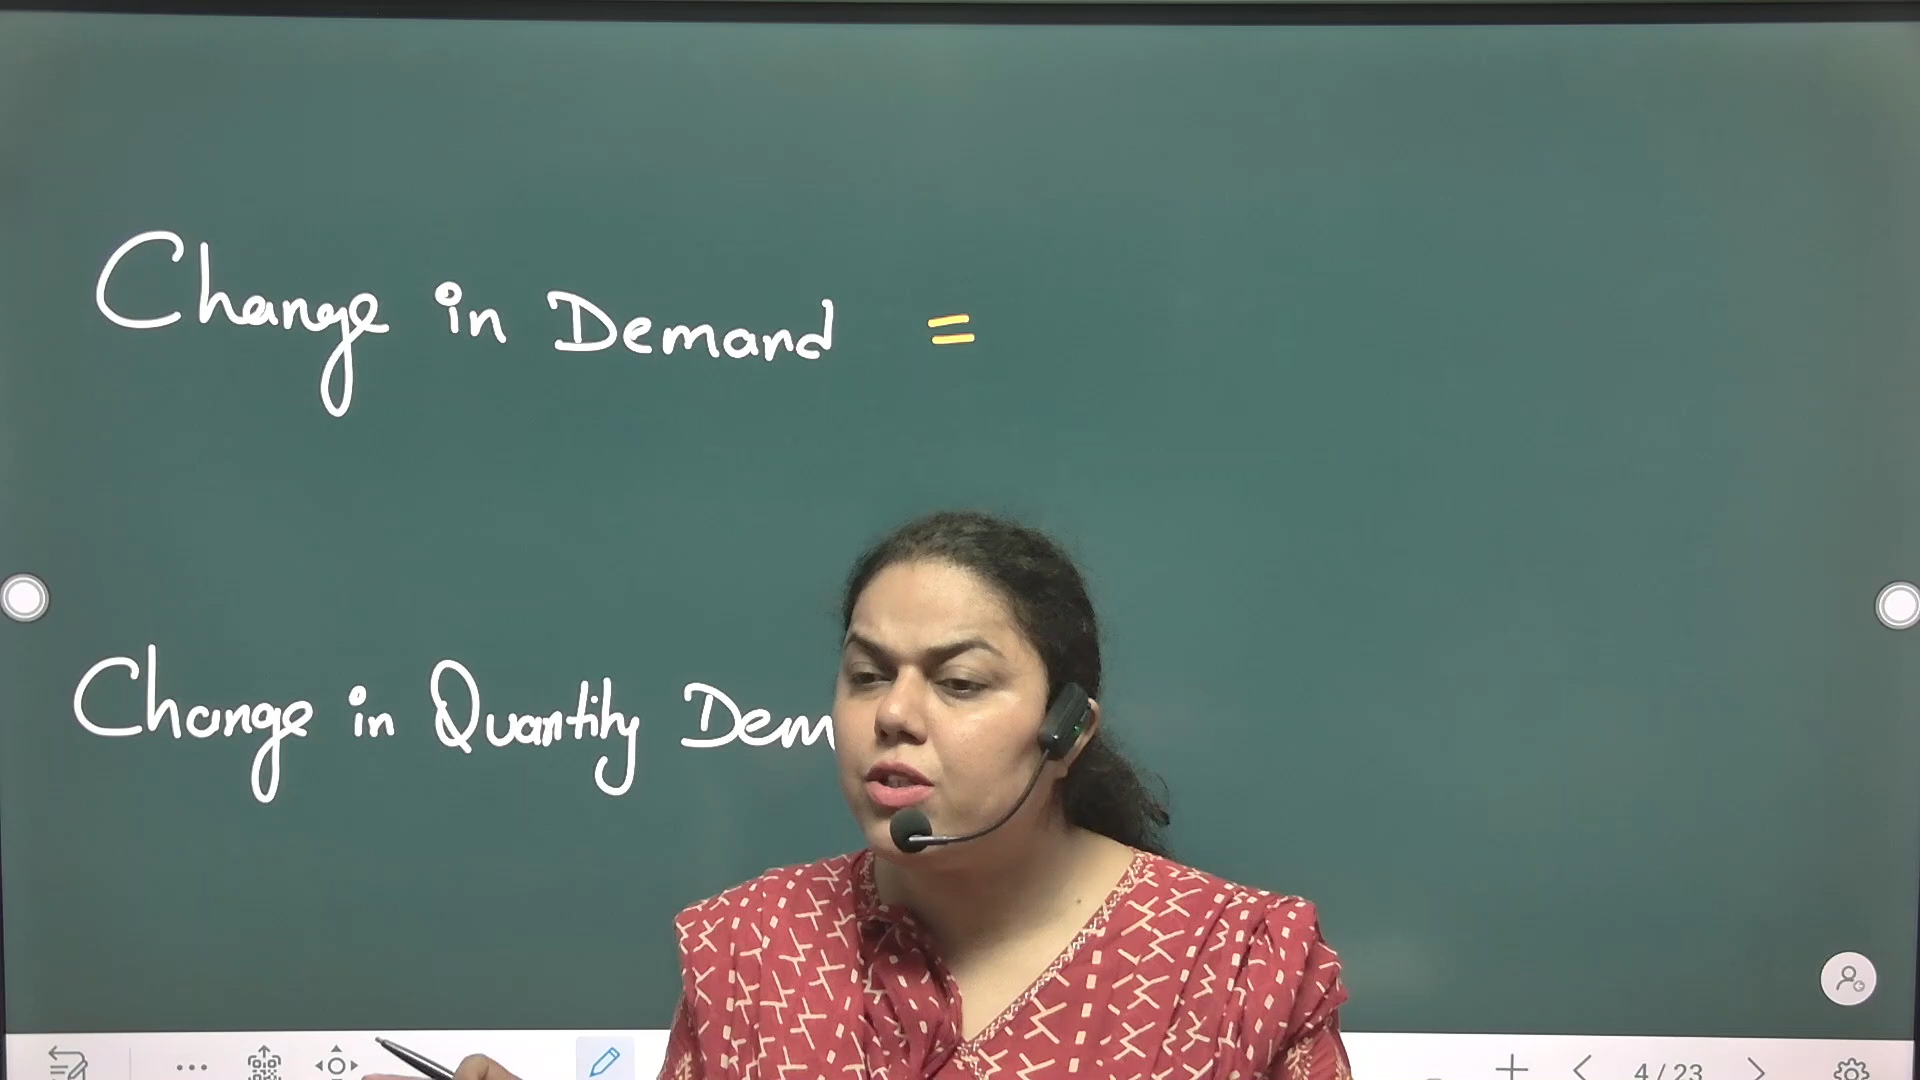 Change in Demand =
Change in Quantity Dem
4/23